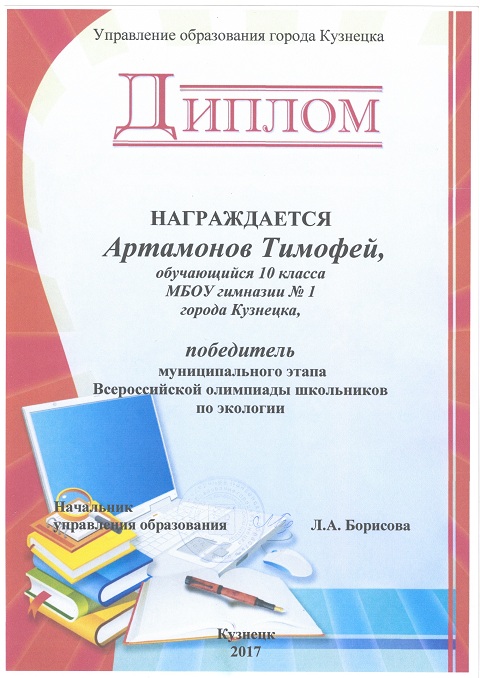 Управление образования города Кузнецка
Диплом
НАГРАЖДАЕТСЯ
Артамонов Тимофей,
обучающийся 10 класса
МБОУ гимназии № 1
города Кузнецка,
победитель
муниципального этапа
Всероссийской олимпиады школьников
по экологии
Начальник
управления образования Л.А. Борисова
Кузнецк
2017